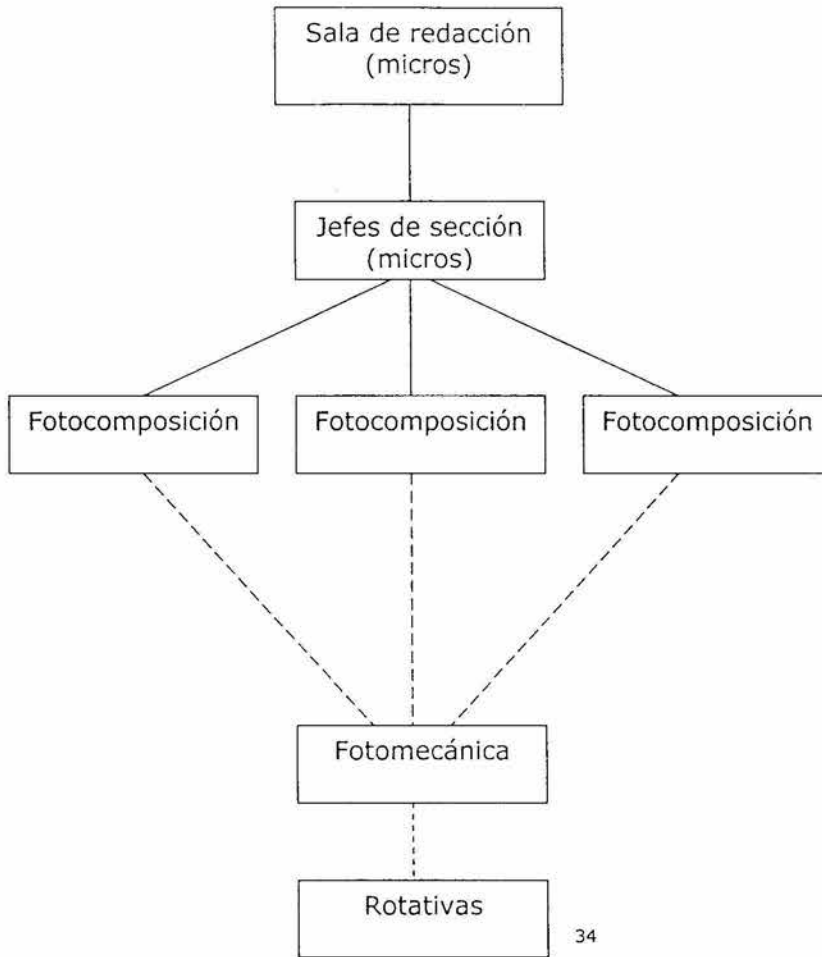 Sala de redacción
(micros)
Jefes de sección
(micros)
Fotocomposición
Fotocomposición
Fotocomposición
Fotomecánica
Rotativas
34